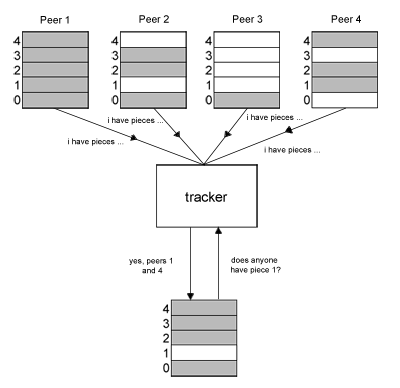 Peer 1 Peer 2 Peer 3 Peer 4
4 4 4 4
3 3 3 3
2 2 2 2
1 1 1 1
0 0 0 0
i have pieces ... i have pieces ...
i have pieces ... i have pieces ...
tracker
yes, peers 1
and 4
does anyone
have piece 1?
4
3
2
1
0